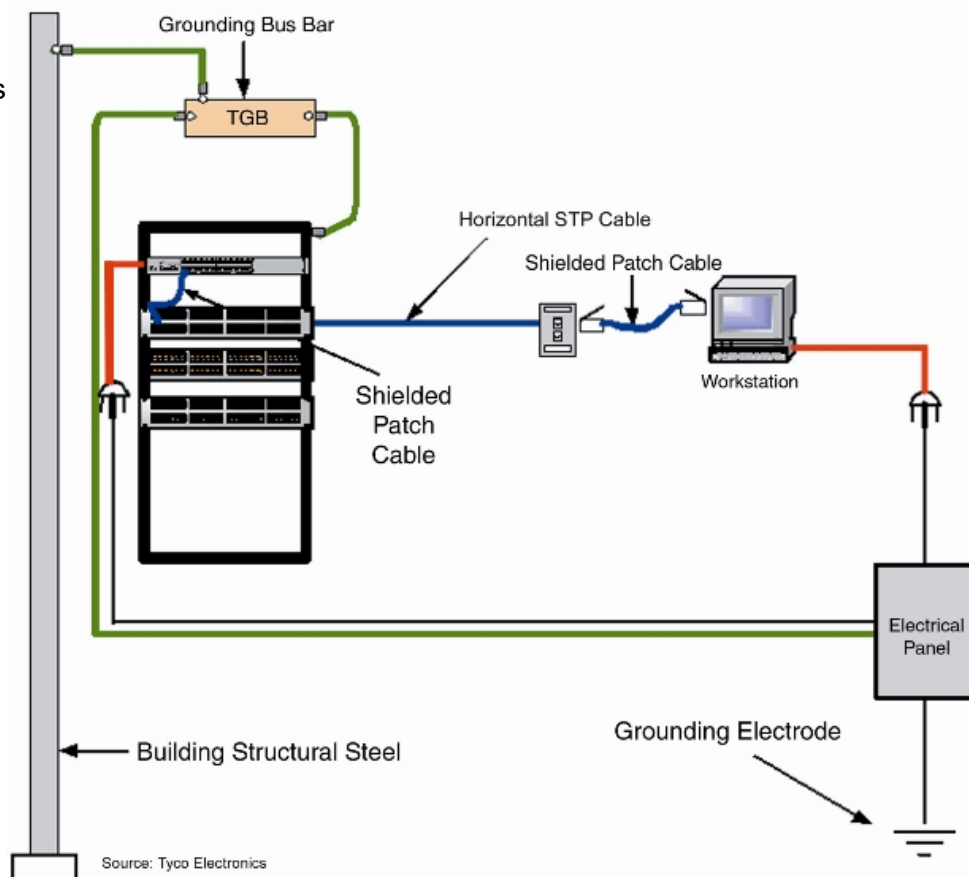 Grounding Bus Bar
s
TGB
Horizontal STP Cable
Shielded Patch Cable
Workstation
Shielded
Patch
Cable
Electrical
Panel
Grounding Electrode
Building Structural Steel
Source: Tyco Electronics